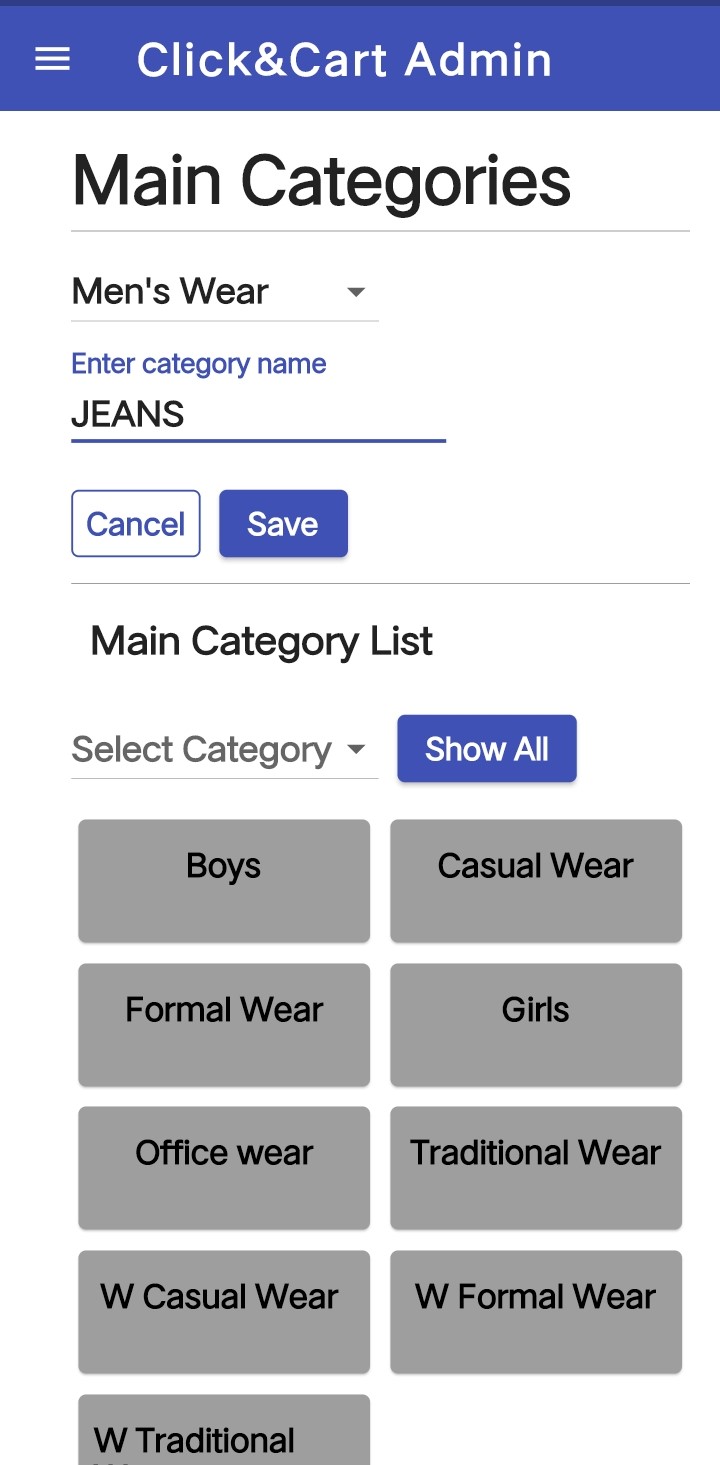 Click&Cart Admin
Main Categories
Men's Wear
Enter category name
JEANS
Cancel Save
Main Category List
Select Category Show All
Boys Casual Wear
Formal Wear Girls
Office wear Traditional Wear
W Casual Wear W Formal Wear
W Traditional